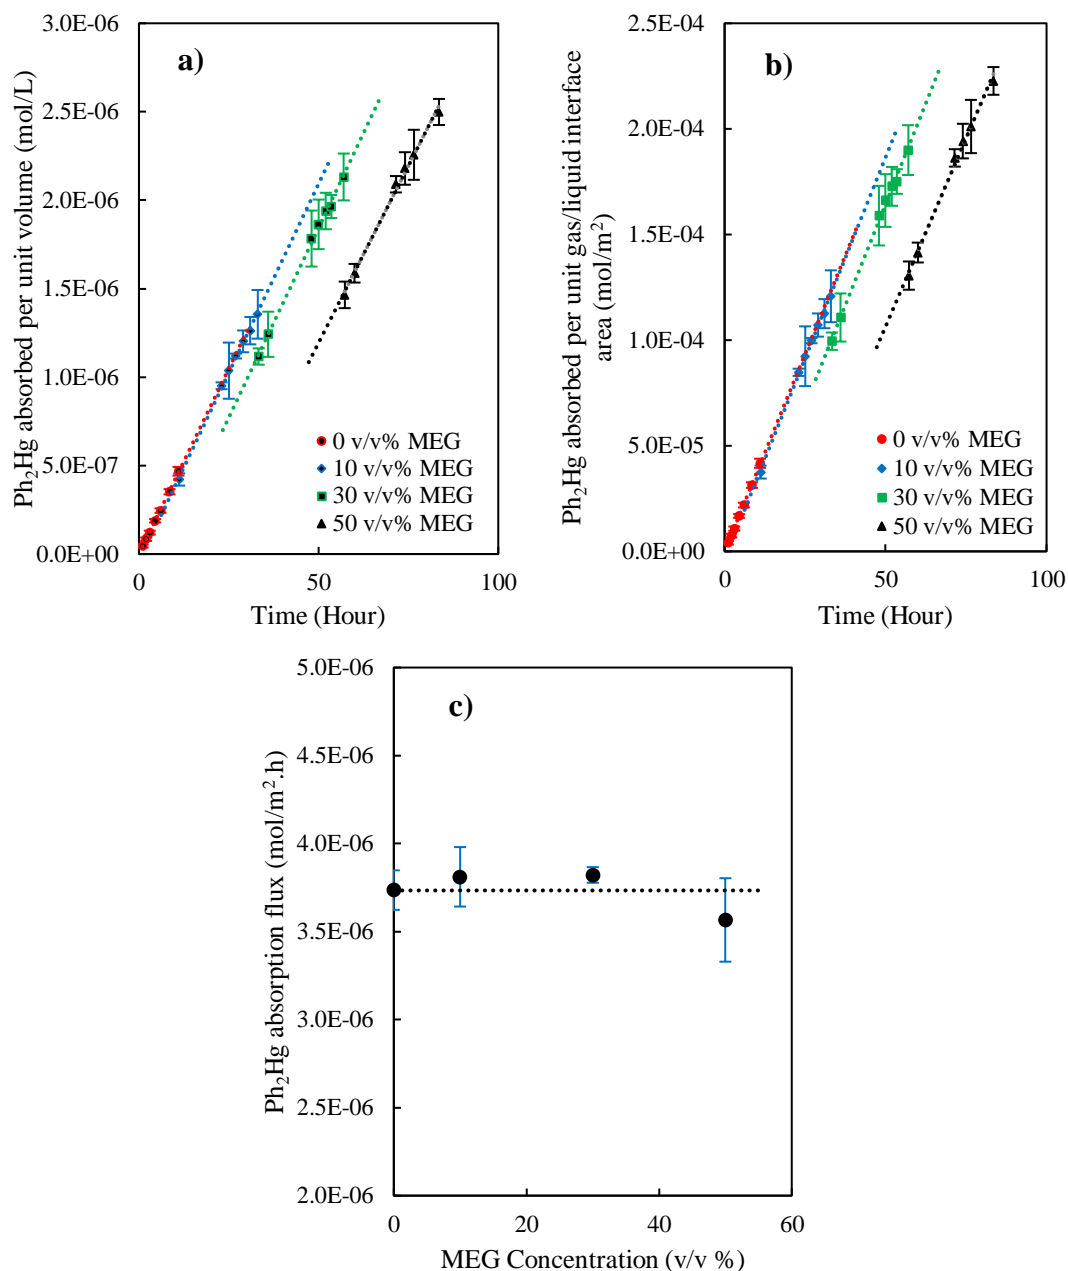 a)
Ph₂Hg absorbed per unit volume (mol/L)
3.0E-06
2.5E-06
2.0E-06
1.5E-06
1.0E-06
5.0E-07
0.0E+00
0 v/v% MEG
10 v/v% MEG
30 v/v% MEG
50 v/v% MEG
0
50
100
Time (Hour)
b)
Ph₂Hg absorbed per unit gas/liquid interface
area (mol/m²)
2.5E-04
2.0E-04
1.5E-04
1.0E-04
5.0E-05
0.0E+00
0 v/v% MEG
10 v/v% MEG
30 v/v% MEG
50 v/v% MEG
0
50
100
Time (Hour)
c)
Ph₂Hg absorption flux (mol/m².h)
5.0E-06
4.5E-06
4.0E-06
3.5E-06
3.0E-06
2.5E-06
2.0E-06
0
20
40
60
MEG Concentration (v/v %)